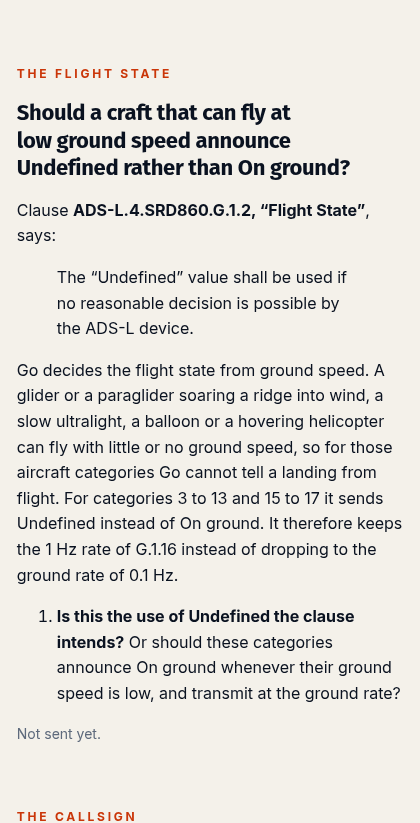 THE FLIGHT STATE
Should a craft that can fly at
low ground speed announce
Undefined rather than On ground?
Clause ADS-L.4.SRD860.G.1.2, “Flight State”,
says:
The “Undefined” value shall be used if
no reasonable decision is possible by
the ADS-L device.
Go decides the flight state from ground speed. A
glider or a paraglider soaring a ridge into wind, a
slow ultralight, a balloon or a hovering helicopter
can fly with little or no ground speed, so for those
aircraft categories Go cannot tell a landing from
flight. For categories 3 to 13 and 15 to 17 it sends
Undefined instead of On ground. It therefore keeps
the 1 Hz rate of G.1.16 instead of dropping to the
ground rate of 0.1 Hz.
1. Is this the use of Undefined the clause
intends? Or should these categories
announce On ground whenever their ground
speed is low, and transmit at the ground rate?
Not sent yet.
THE CALLSIGN